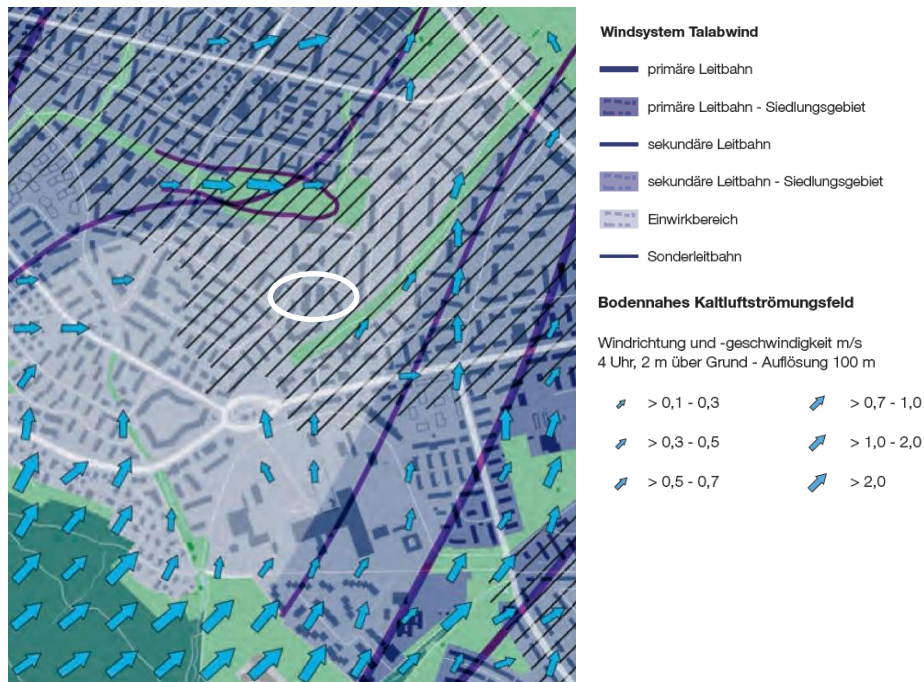 Windsystem Talabwind
primäre Leitbahn
primäre Leitbahn - Siedlungsgebiet
sekundäre Leitbahn
sekundäre Leitbahn - Siedlungsgebiet
Einwirkbereich
Sonderleitbahn
Bodennahes Kaltluftströmungsfeld
Windrichtung und -geschwindigkeit m/s
4 Uhr, 2 m über Grund - Auflösung 100 m
> 0,1 - 0,3
> 0,7 - 1,0
> 0,3 - 0,5
> 1,0 - 2,0
> 0,5 - 0,7
> 2,0